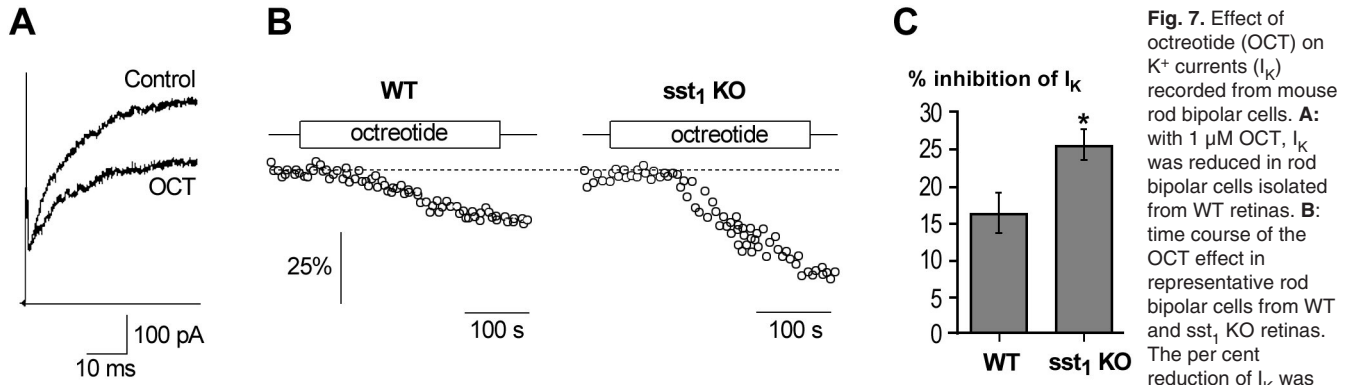 A
Control
OCT
100 pA
10 ms
B
WT
octreotide
25%
100 s
sst₁ KO
octreotide
100 s
C
% inhibition of I_K
30
25
20
15
10
5
0
*
WT
sst₁ KO
Fig. 7. Effect of
octreotide (OCT) on
K⁺ currents (I_K)
recorded from mouse
rod bipolar cells. A:
with 1 µM OCT, I_K
was reduced in rod
bipolar cells isolated
from WT retinas. B:
time course of the
OCT effect in
representative rod
bipolar cells from WT
and sst₁ KO retinas.
The per cent
reduction of I_K was